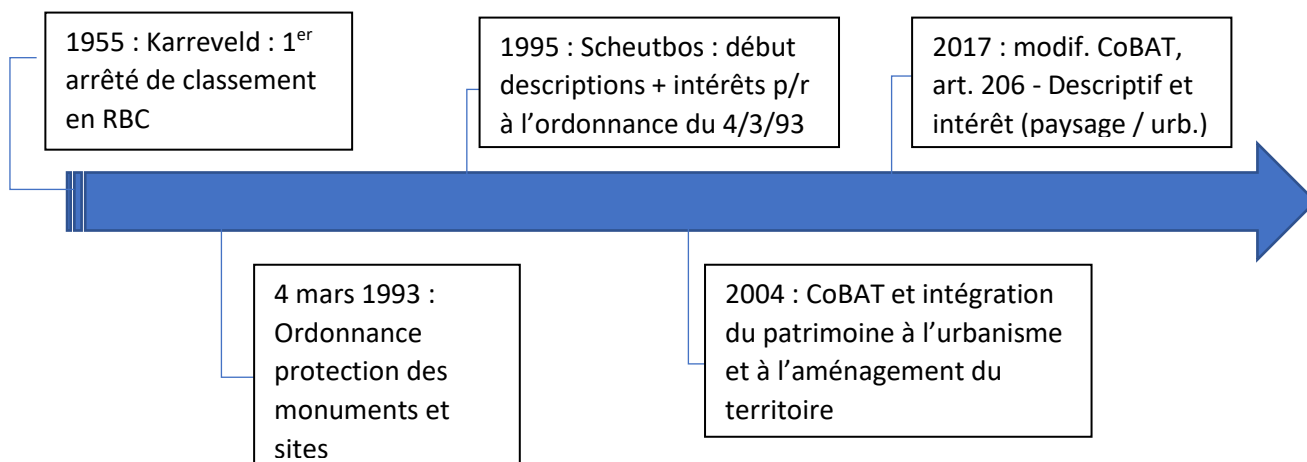 1955 : Karreveld : 1er
arrêté de classement
en RBC
4 mars 1993 :
Ordonnance
protection des
monuments et
sites
1995 : Scheutbos : début
descriptions + intérêts p/r
à l’ordonnance du 4/3/93
2004 : CoBAT et intégration
du patrimoine à l’urbanisme
et à l’aménagement du
territoire
2017 : modif. CoBAT,
art. 206 - Descriptif et
intérêt (paysage / urb.)